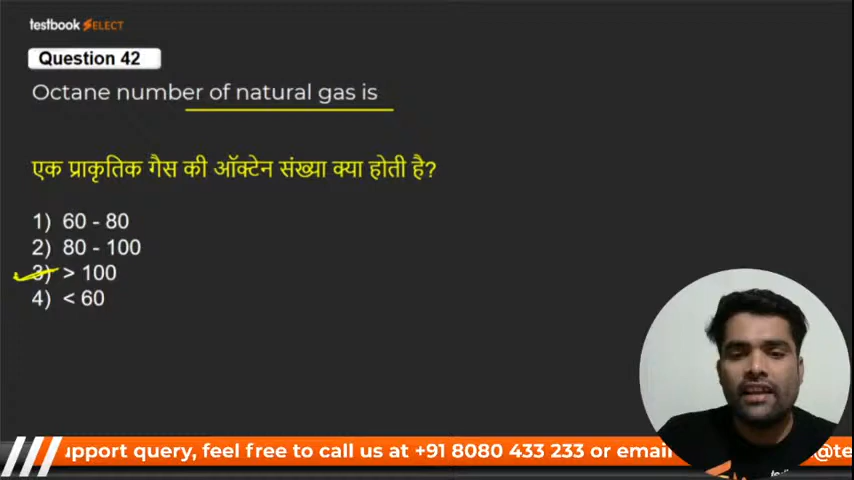 testbook SELECT
Question 42
Octane number of natural gas is
एक प्राकृतिक गैस की ऑक्टेन संख्या क्या होती है?
1) 60 - 80
2) 80 - 100
3) > 100
4) < 60
upport query, feel free to call us at +91 8080 433 233 or email @te